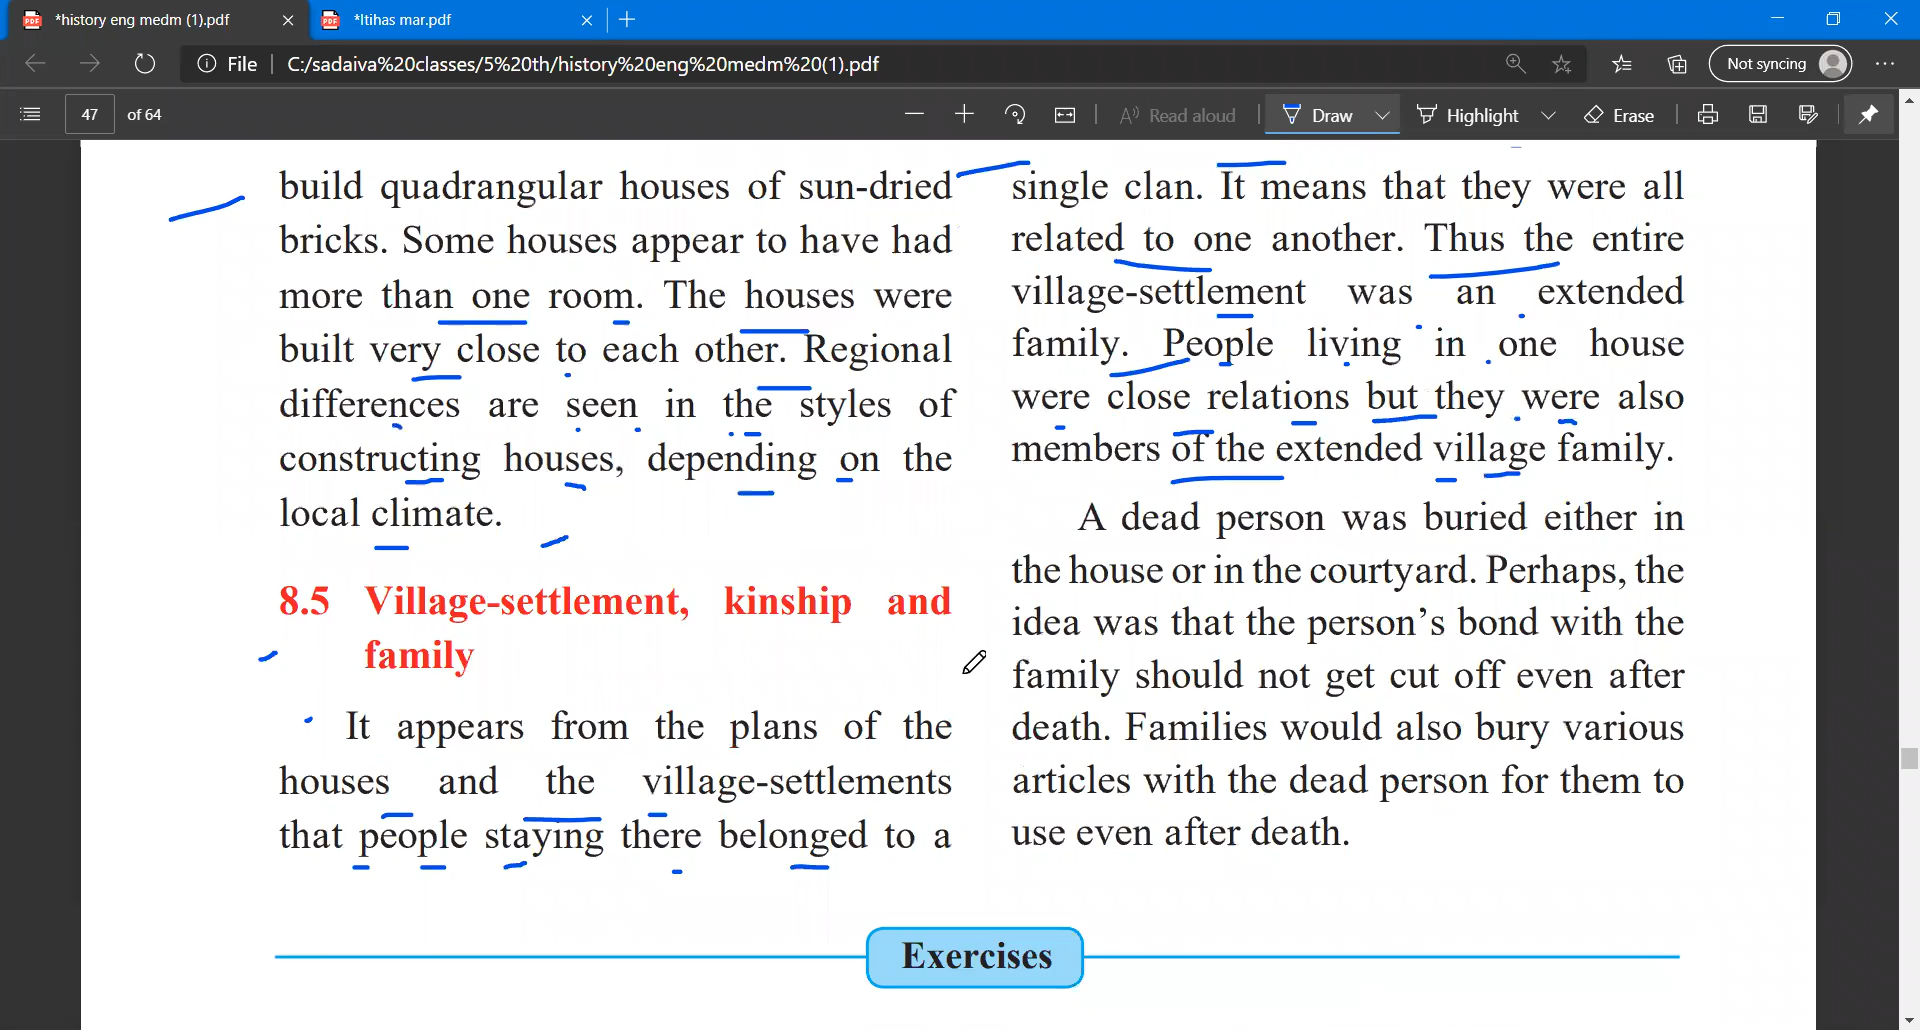 *history eng medm (1).pdf
*Itihas mar.pdf
File
C:/sadaiva%20classes/5%20th/history%20eng%20medm%20(1).pdf
Not syncing
47 of 64
Read aloud
Draw
Highlight
Erase
build quadrangular houses of sun-dried
bricks. Some houses appear to have had
more than one room. The houses were
built very close to each other. Regional
differences are seen in the styles of
constructing houses, depending on the
local climate.
8.5 Village-settlement, kinship and
family
It appears from the plans of the
houses and the village-settlements
that people staying there belonged to a
single clan. It means that they were all
related to one another. Thus the entire
village-settlement was an extended
family. People living in one house
were close relations but they were also
members of the extended village family.
A dead person was buried either in
the house or in the courtyard. Perhaps, the
idea was that the person’s bond with the
family should not get cut off even after
death. Families would also bury various
articles with the dead person for them to
use even after death.
Exercises